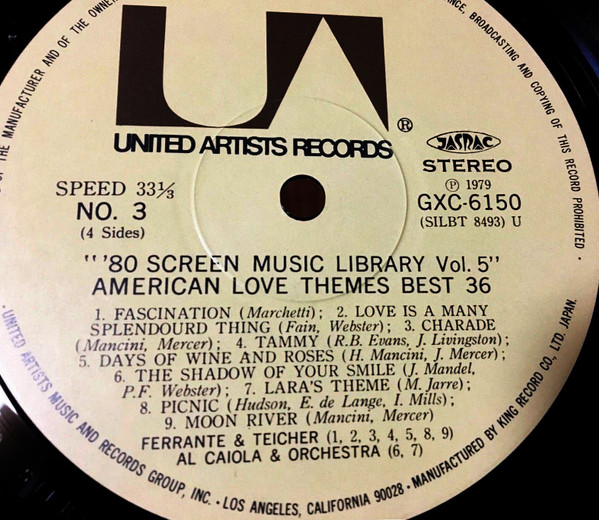 UA
UNITED ARTISTS RECORDS®
JASRAC
STEREO
SPEED 33⅓
NO. 3
(4 Sides)
Ⓟ 1979
GXC-6150
(SILBT 8493) U
"'80 SCREEN MUSIC LIBRARY Vol. 5"
AMERICAN LOVE THEMES BEST 36
1. FASCINATION (Marchetti); 2. LOVE IS A MANY
SPLENDOURD THING (Fain, Webster); 3. CHARADE
(Mancini, Mercer); 4. TAMMY (R.B. Evans, J. Livingston);
5. DAYS OF WINE AND ROSES (H. Mancini, J. Mercer);
6. THE SHADOW OF YOUR SMILE (J. Mandel,
P.F. Webster); 7. LARA'S THEME (M. Jarre);
8. PICNIC (Hudson, E. de Lange, I. Mills);
9. MOON RIVER (Mancini, Mercer)
FERRANTE & TEICHER (1, 2, 3, 4, 5, 8, 9)
AL CAIOLA & ORCHESTRA (6, 7)
MANUFACTURER AND OF THE
BROADCASTING AND COPYING OF THIS RECORD PROHIBITED ·
· UNITED ARTISTS MUSIC AND RECORDS GROUP, INC. · LOS ANGELES, CALIFORNIA 90028 · MANUFACTURED BY KING RECORD CO., LTD. JAPAN.